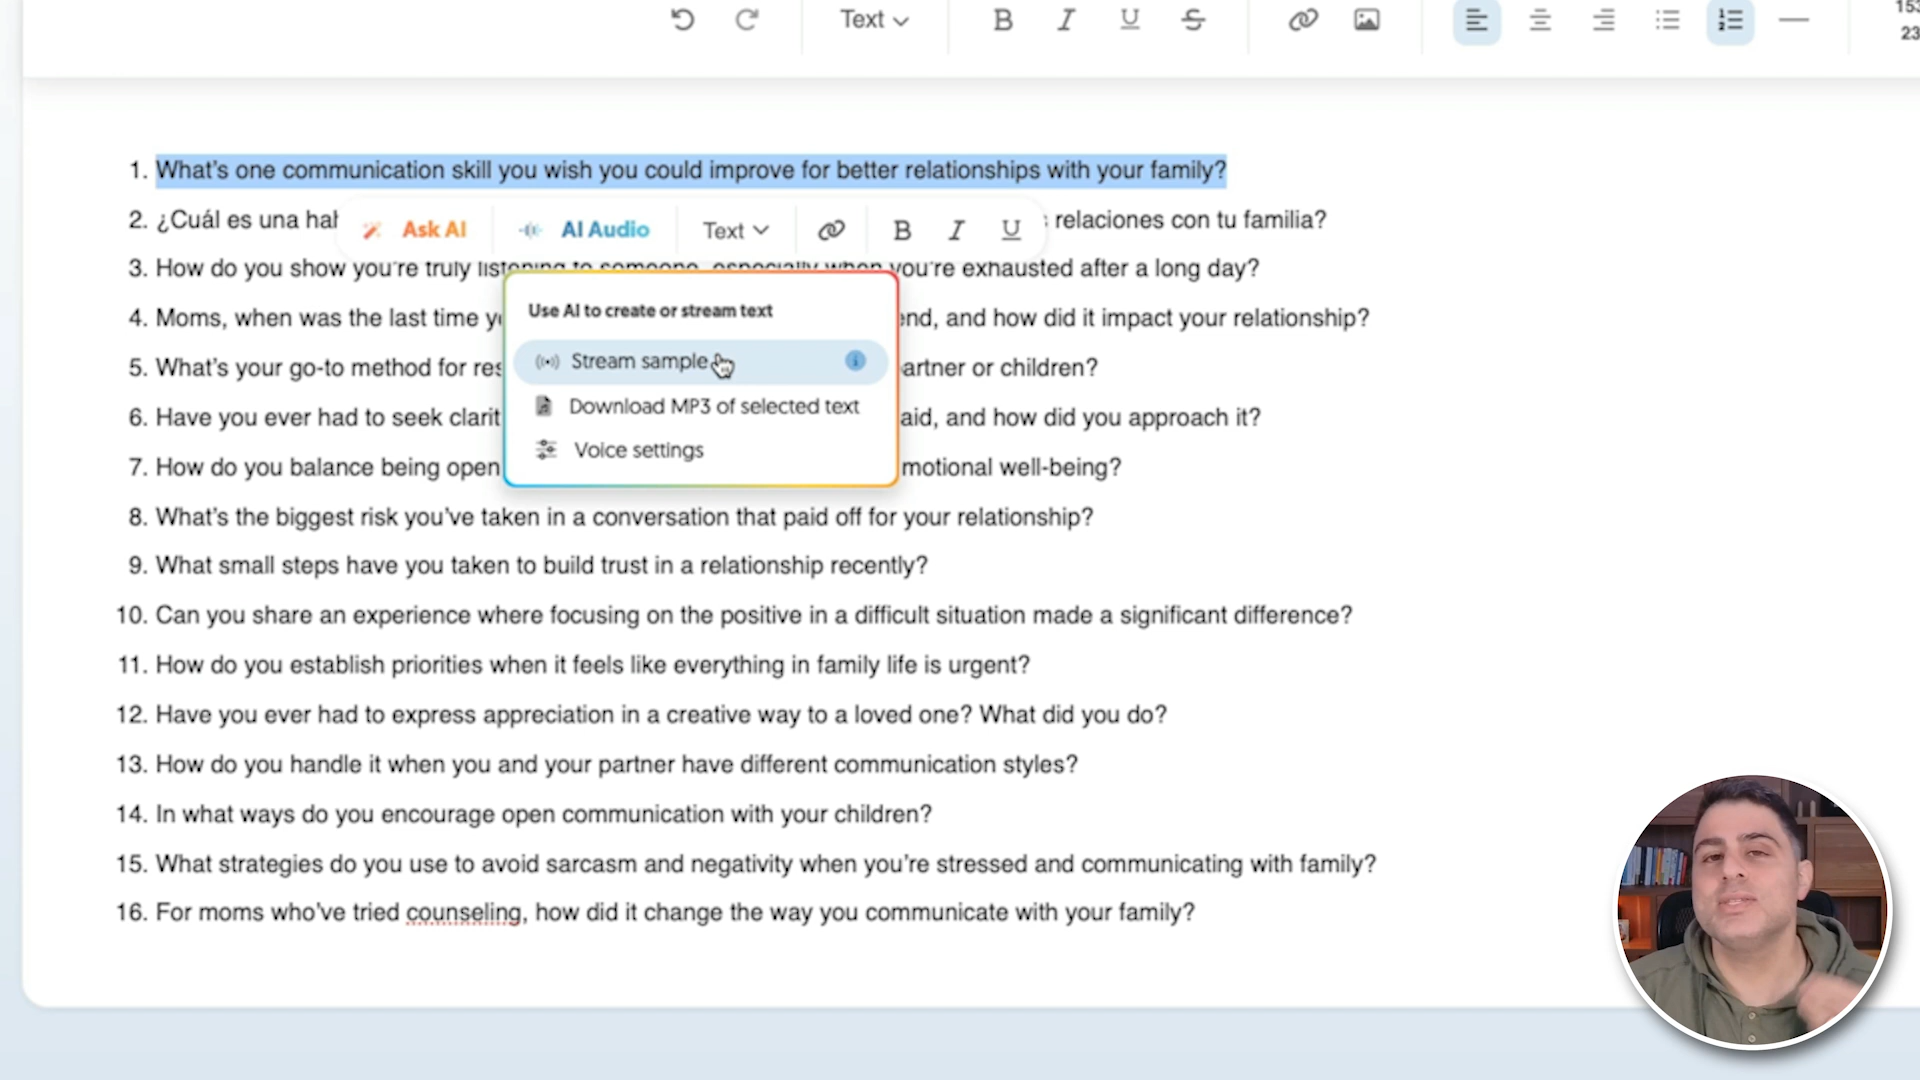 Text
153
23
1. What's one communication skill you wish you could improve for better relationships with your family?
2. ¿Cuál es una hab relaciones con tu familia?
Ask AI AI Audio Text B I U
3. How do you show you're truly listening to someone, especially when you're exhausted after a long day?
Use AI to create or stream text
4. Moms, when was the last time end, and how did it impact your relationship?
Stream sample
5. What's your go-to method for res artner or children?
Download MP3 of selected text
6. Have you ever had to seek clarit aid, and how did you approach it?
Voice settings
7. How do you balance being open motional well-being?
8. What's the biggest risk you've taken in a conversation that paid off for your relationship?
9. What small steps have you taken to build trust in a relationship recently?
10. Can you share an experience where focusing on the positive in a difficult situation made a significant difference?
11. How do you establish priorities when it feels like everything in family life is urgent?
12. Have you ever had to express appreciation in a creative way to a loved one? What did you do?
13. How do you handle it when you and your partner have different communication styles?
14. In what ways do you encourage open communication with your children?
15. What strategies do you use to avoid sarcasm and negativity when you're stressed and communicating with family?
16. For moms who've tried counseling, how did it change the way you communicate with your family?